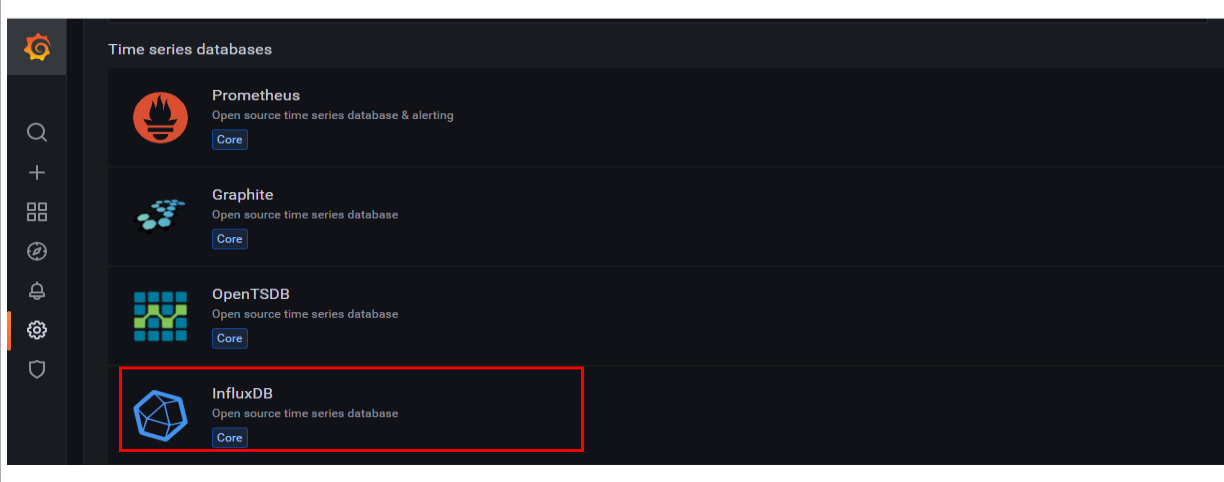 Time series databases
Prometheus
Open source time series database & alerting
Core
Graphite
Open source time series database
Core
OpenTSDB
Open source time series database
Core
InfluxDB
Open source time series database
Core